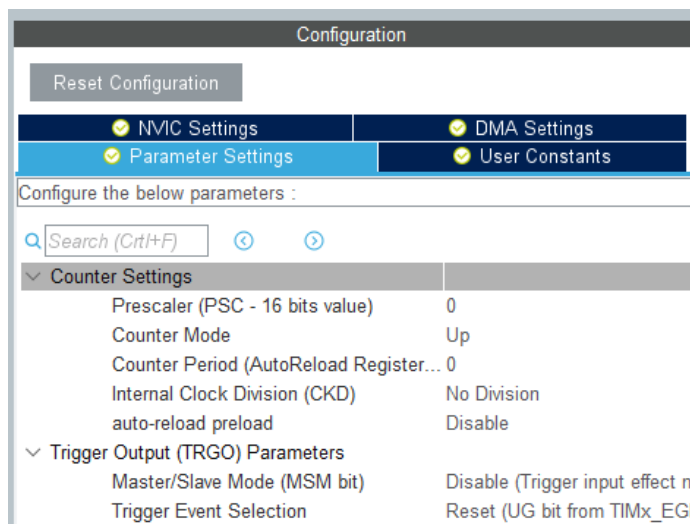 Configuration
Reset Configuration
NVIC Settings DMA Settings
Parameter Settings User Constants
Configure the below parameters :
Search (Crtl+F)
Counter Settings
Prescaler (PSC - 16 bits value) 0
Counter Mode Up
Counter Period (AutoReload Register... 0
Internal Clock Division (CKD) No Division
auto-reload preload Disable
Trigger Output (TRGO) Parameters
Master/Slave Mode (MSM bit) Disable (Trigger input effect n
Trigger Event Selection Reset (UG bit from TIMx_EG